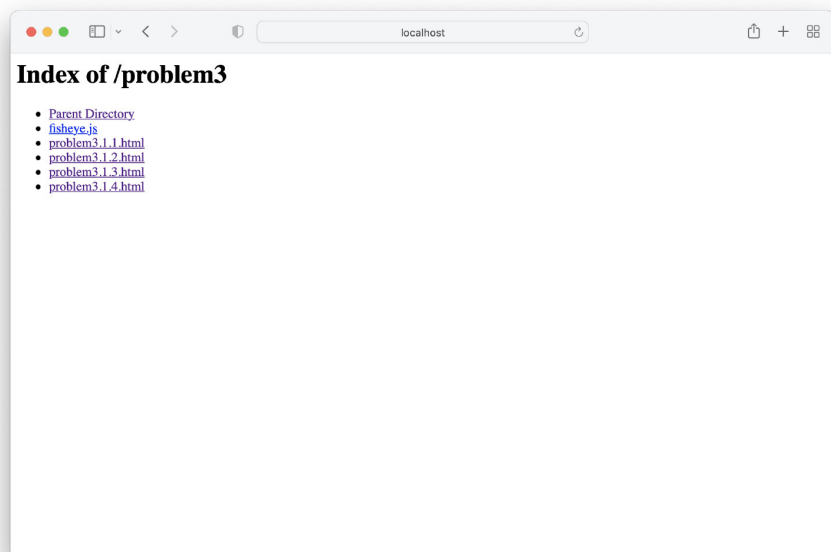 localhost
Index of /problem3
Parent Directory
fisheye.js
problem3.1.1.html
problem3.1.2.html
problem3.1.3.html
problem3.1.4.html